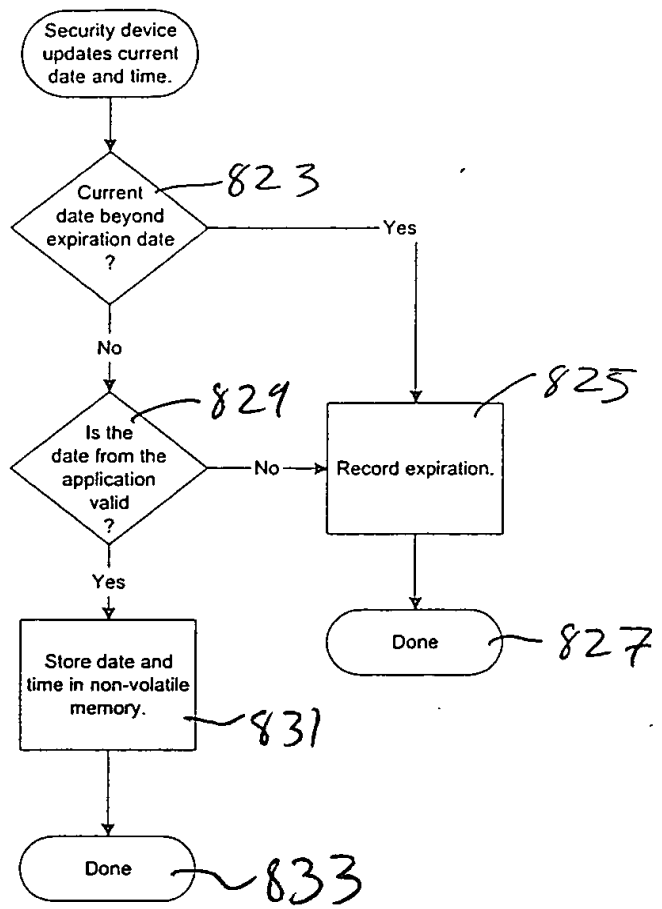 Security device
updates current
date and time.
823
Current
date beyond
expiration date
?
Yes
No
829
825
Is the
date from the
application
valid
?
No
Record expiration.
Yes
Done
827
Store date and
time in non-volatile
memory.
831
Done
833